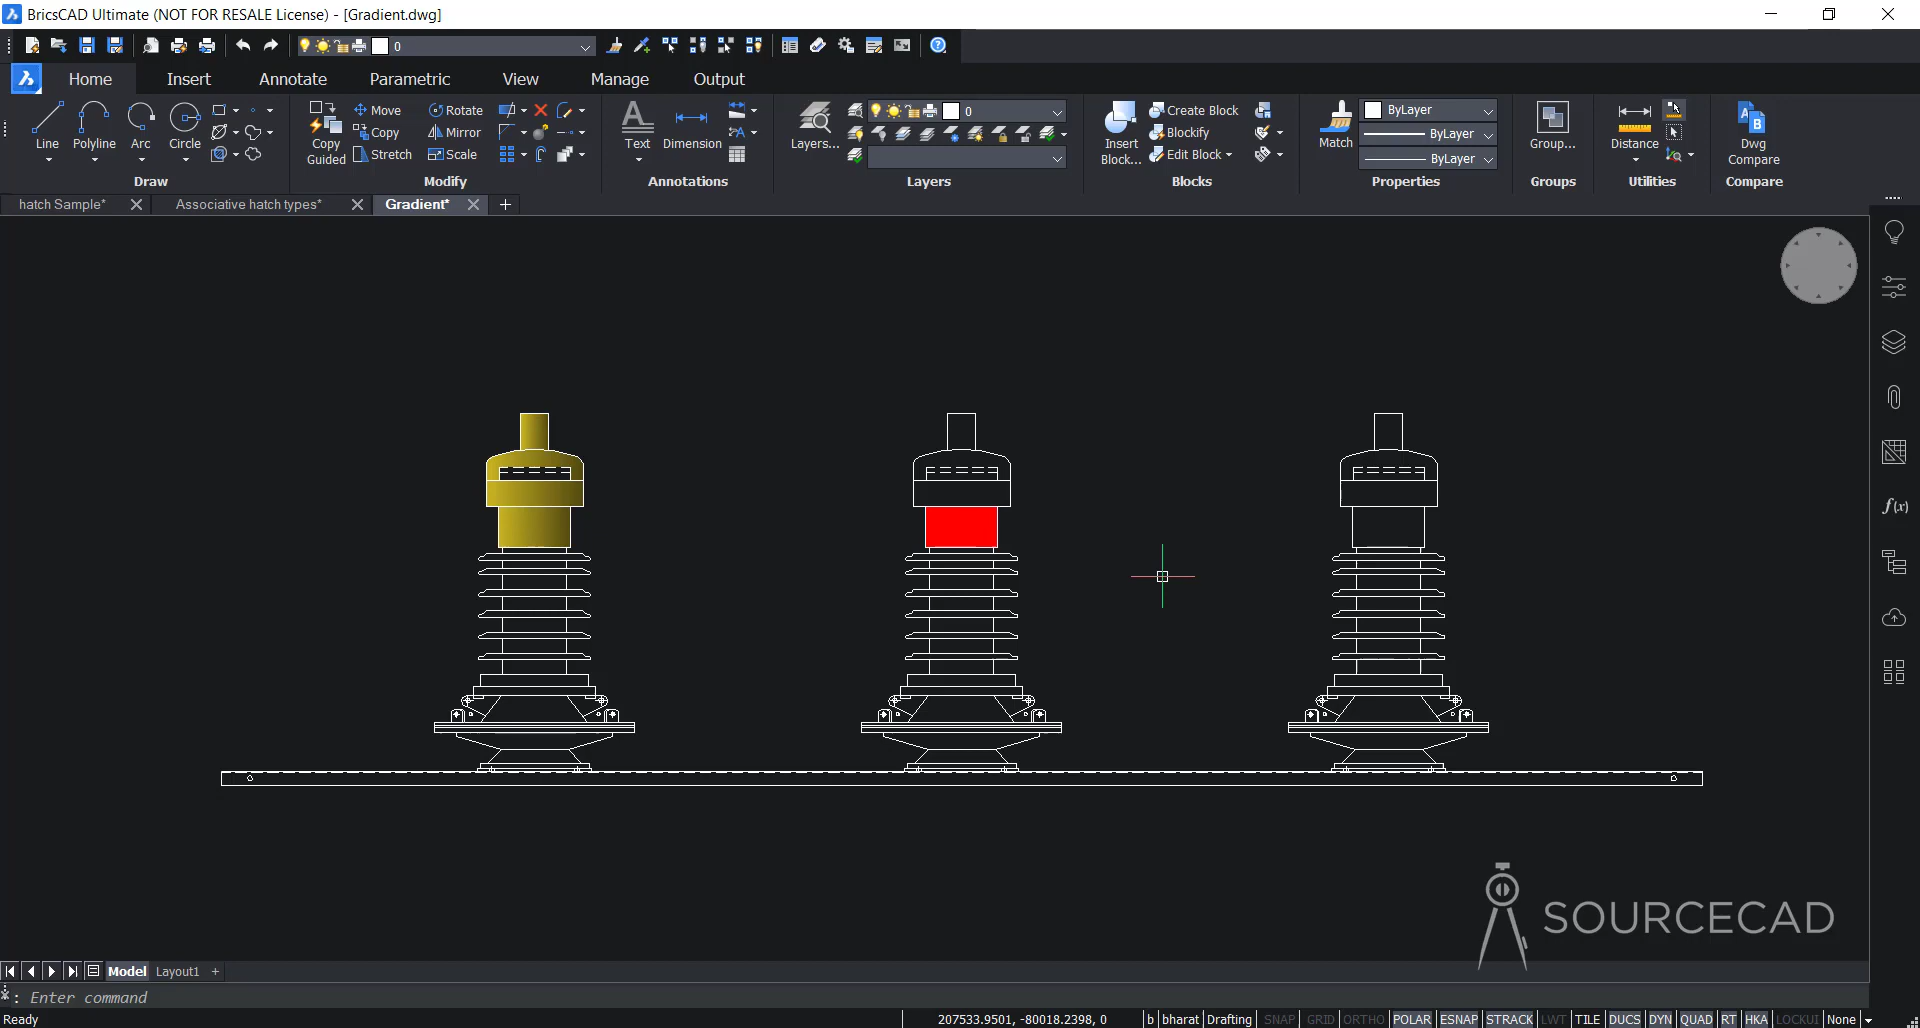 BricsCAD Ultimate (NOT FOR RESALE License) - [Gradient.dwg]
0
Home Insert Annotate Parametric View Manage Output
Line Polyline Arc Circle
Copy Guided
Move Rotate
Copy Mirror
Stretch Scale
Text Dimension
Layers...
0
Insert Block...
Create Block
Blockify
Edit Block
Match
ByLayer
ByLayer
ByLayer
Group...
Distance
Dwg Compare
Draw Modify Annotations Layers Blocks Properties Groups Utilities Compare
hatch Sample* Associative hatch types* Gradient* +
f(x)
SOURCECAD
Model Layout1 +
: Enter command
Ready 207533.9501, -80018.2398, 0 b bharat Drafting SNAP GRID ORTHO POLAR ESNAP STRACK LWT TILE DUCS DYN QUAD RT HKA LOCKUI None